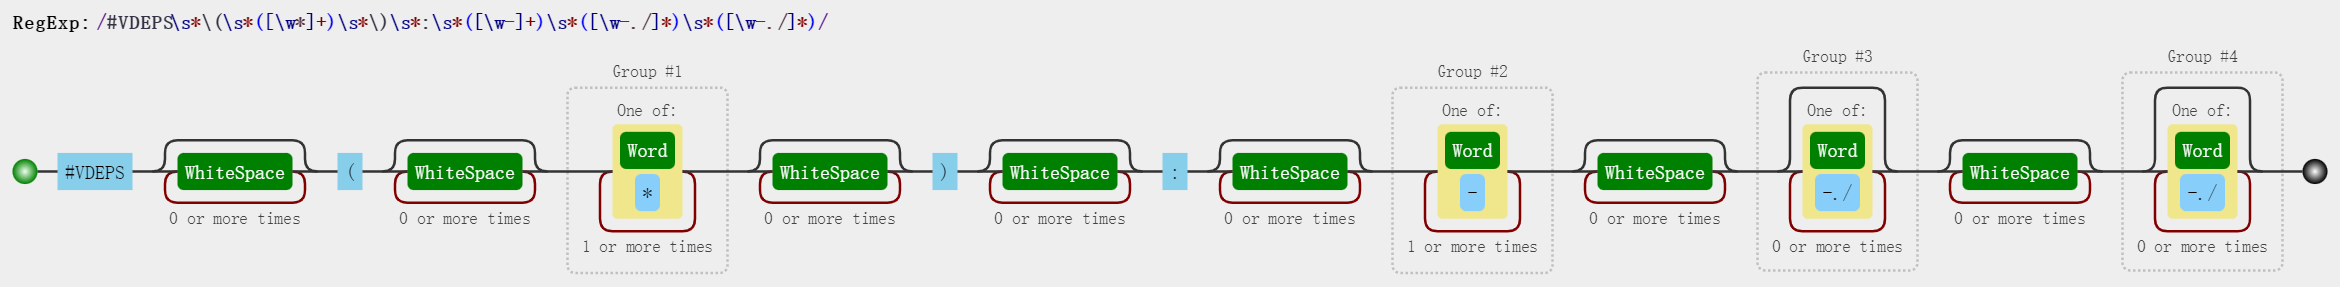 RegExp: /#VDEPS\s*\(\s*([\w*]+)\s*\)\s*:\s*([\w-]+)\s*([\w-./]*)\s*([\w-./]*)/
Group #1 Group #2 Group #3 Group #4
One of: One of: One of: One of:
Word Word Word Word
#VDEPS WhiteSpace ( WhiteSpace * WhiteSpace ) WhiteSpace : WhiteSpace - WhiteSpace -./ WhiteSpace -./
0 or more times 0 or more times 0 or more times 0 or more times 0 or more times 0 or more times 0 or more times
1 or more times 1 or more times 0 or more times 0 or more times